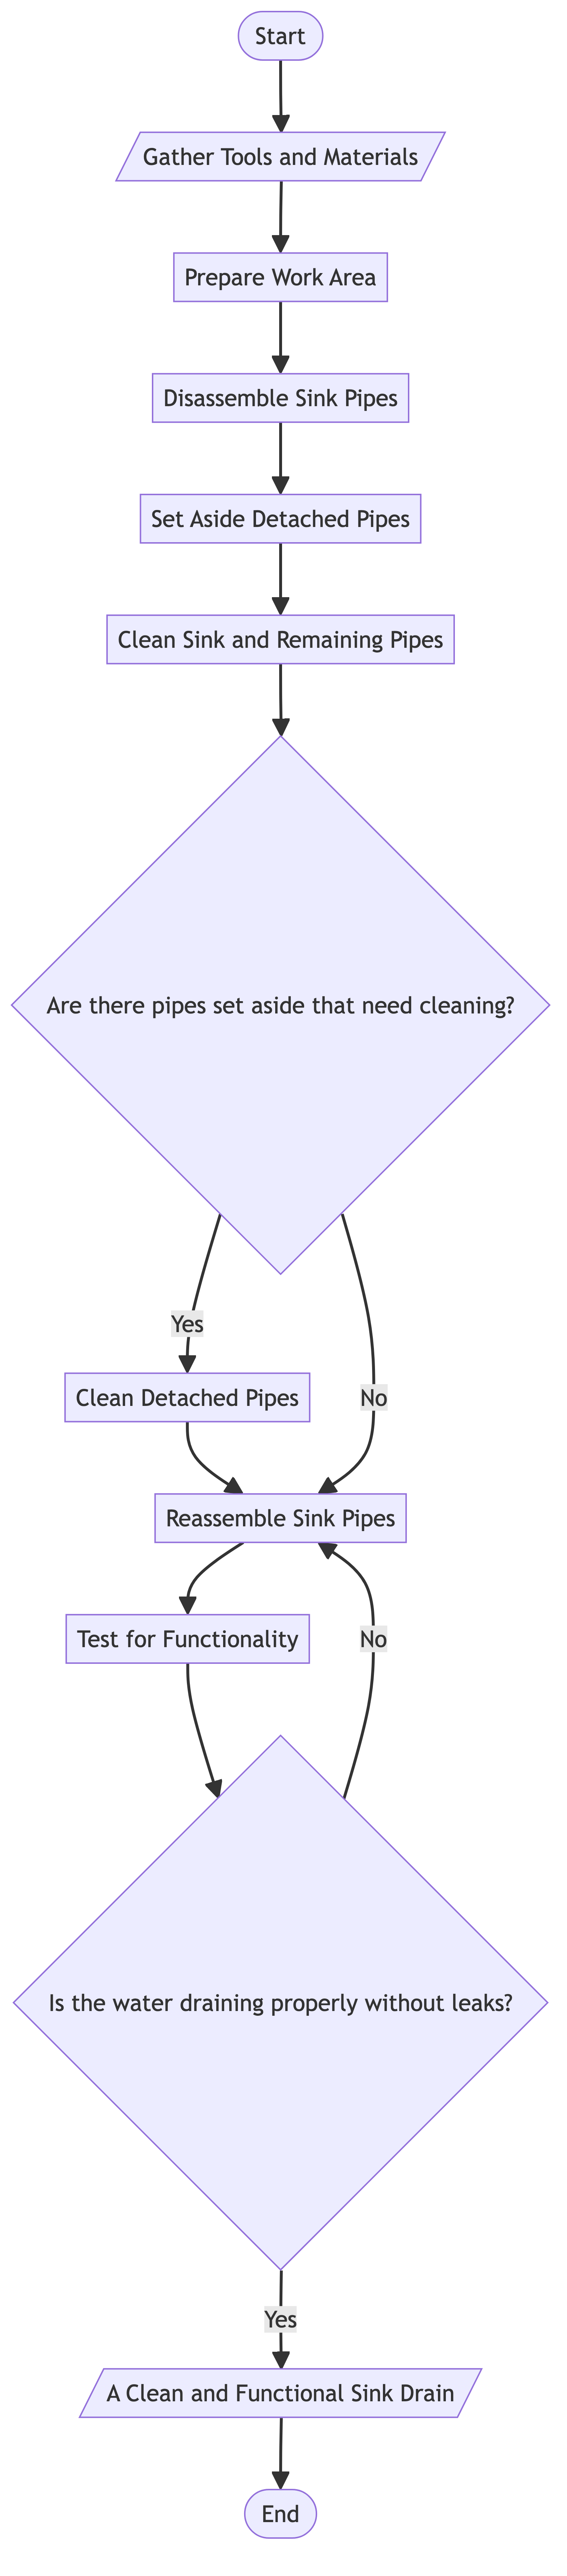 Start
Gather Tools and Materials
Prepare Work Area
Disassemble Sink Pipes
Set Aside Detached Pipes
Clean Sink and Remaining Pipes
Are there pipes set aside that need cleaning?
Yes
Clean Detached Pipes
No
Reassemble Sink Pipes
Test for Functionality
No
Is the water draining properly without leaks?
Yes
A Clean and Functional Sink Drain
End